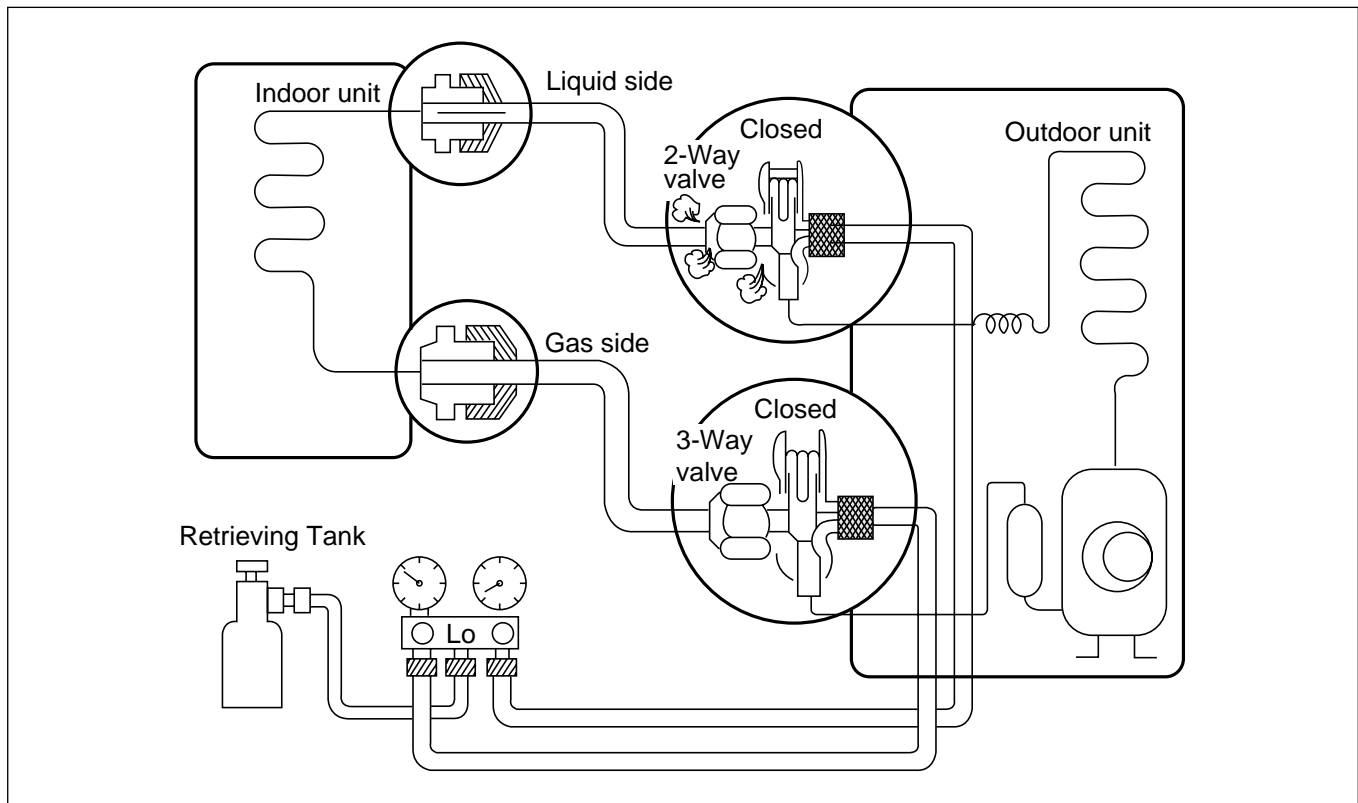 Indoor unit
Liquid side
Closed
2-Way
valve
Outdoor unit
Gas side
Closed
3-Way
valve
Retrieving Tank
Lo